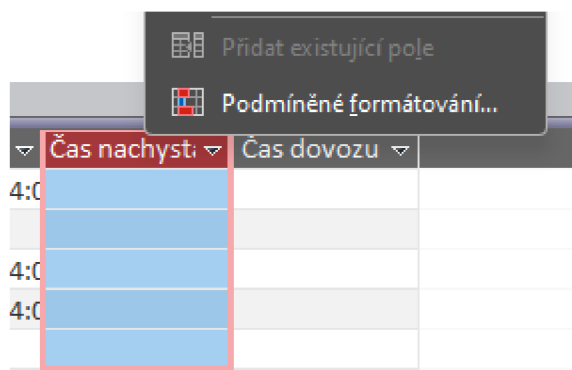 Přidat existující pole
Podmíněné formátování...
Čas nachyst Čas dovozu
4:0
4:0
4:0